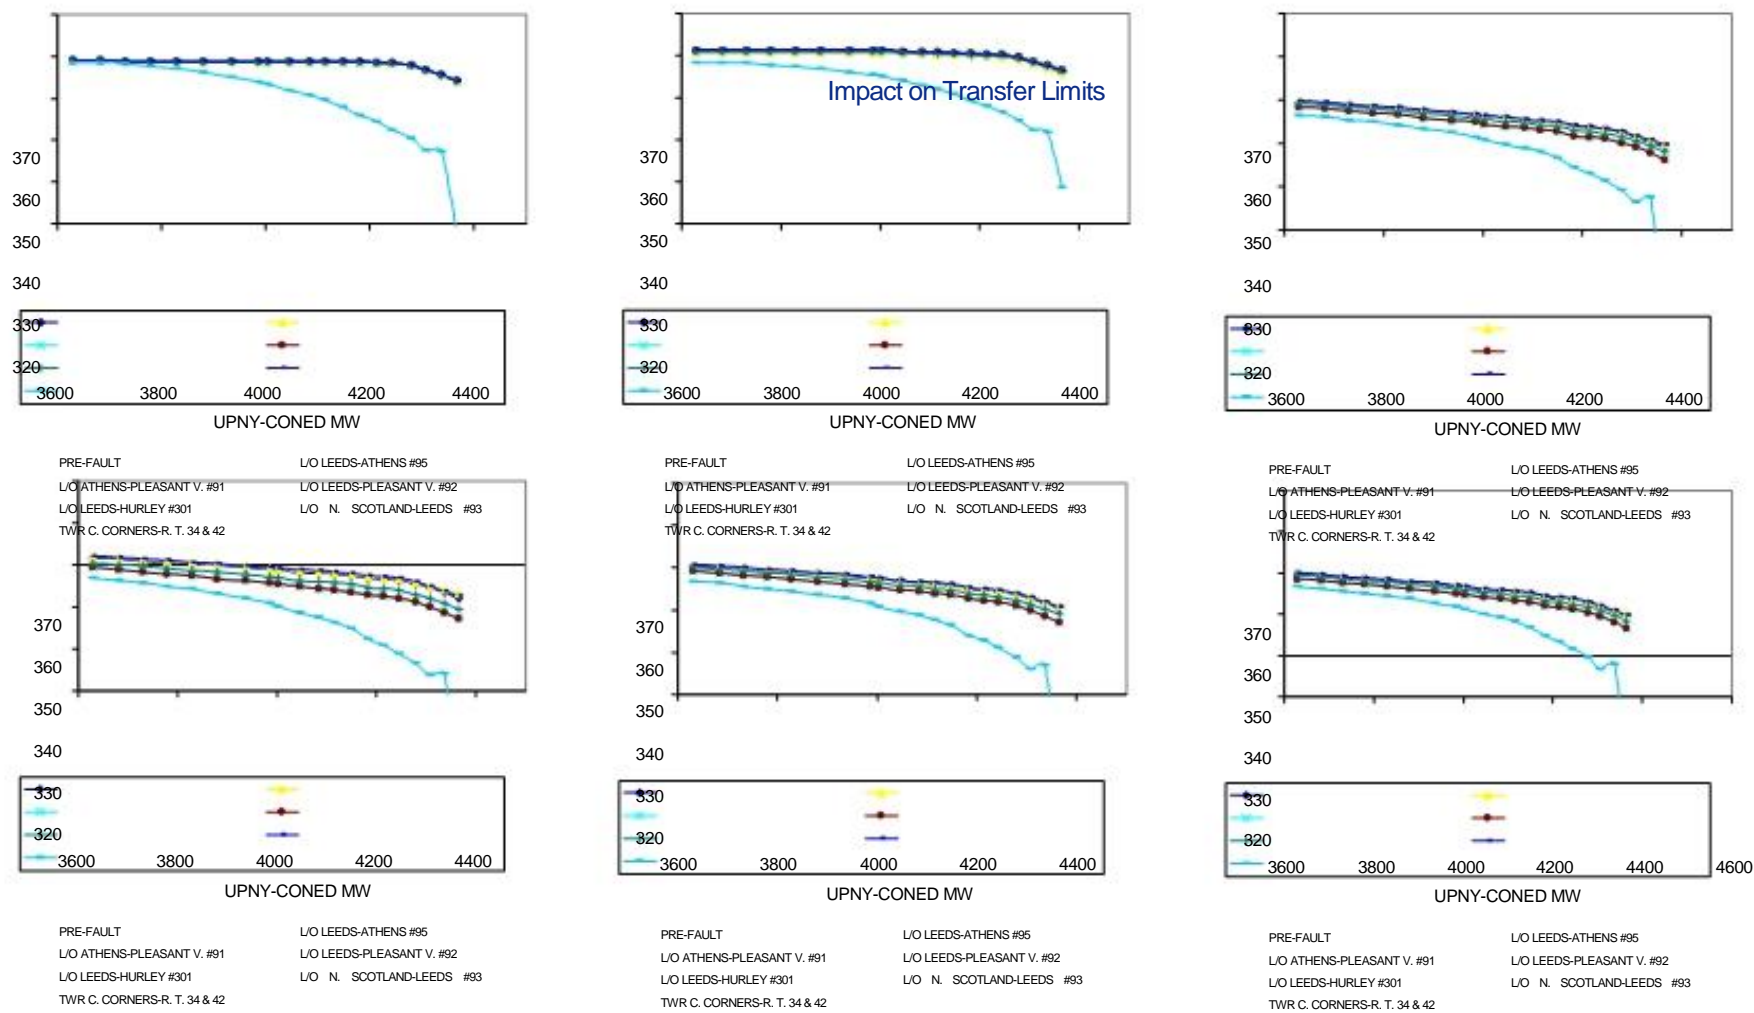 Impact on Transfer Limits
370
360
350
340
330
320
3600 3800 4000 4200 4400
UPNY-CONED MW
PRE-FAULT L/O LEEDS-ATHENS #95
L/O ATHENS-PLEASANT V. #91 L/O LEEDS-PLEASANT V. #92
L/O LEEDS-HURLEY #301 L/O N. SCOTLAND-LEEDS #93
TWR C. CORNERS-R. T. 34 & 42
370
360
350
340
330
320
3600 3800 4000 4200 4400
UPNY-CONED MW
PRE-FAULT L/O LEEDS-ATHENS #95
L/O ATHENS-PLEASANT V. #91 L/O LEEDS-PLEASANT V. #92
L/O LEEDS-HURLEY #301 L/O N. SCOTLAND-LEEDS #93
TWR C. CORNERS-R. T. 34 & 42
370
360
350
340
330
320
3600 3800 4000 4200 4400
UPNY-CONED MW
PRE-FAULT L/O LEEDS-ATHENS #95
L/O ATHENS-PLEASANT V. #91 L/O LEEDS-PLEASANT V. #92
L/O LEEDS-HURLEY #301 L/O N. SCOTLAND-LEEDS #93
TWR C. CORNERS-R. T. 34 & 42
370
360
350
340
330
320
3600 3800 4000 4200 4400
UPNY-CONED MW
PRE-FAULT L/O LEEDS-ATHENS #95
L/O ATHENS-PLEASANT V. #91 L/O LEEDS-PLEASANT V. #92
L/O LEEDS-HURLEY #301 L/O N. SCOTLAND-LEEDS #93
TWR C. CORNERS-R. T. 34 & 42
370
360
350
340
330
320
3600 3800 4000 4200 4400
UPNY-CONED MW
PRE-FAULT L/O LEEDS-ATHENS #95
L/O ATHENS-PLEASANT V. #91 L/O LEEDS-PLEASANT V. #92
L/O LEEDS-HURLEY #301 L/O N. SCOTLAND-LEEDS #93
TWR C. CORNERS-R. T. 34 & 42
370
360
350
340
330
320
3600 3800 4000 4200 4400 4600
UPNY-CONED MW
PRE-FAULT L/O LEEDS-ATHENS #95
L/O ATHENS-PLEASANT V. #91 L/O LEEDS-PLEASANT V. #92
L/O LEEDS-HURLEY #301 L/O N. SCOTLAND-LEEDS #93
TWR C. CORNERS-R. T. 34 & 42